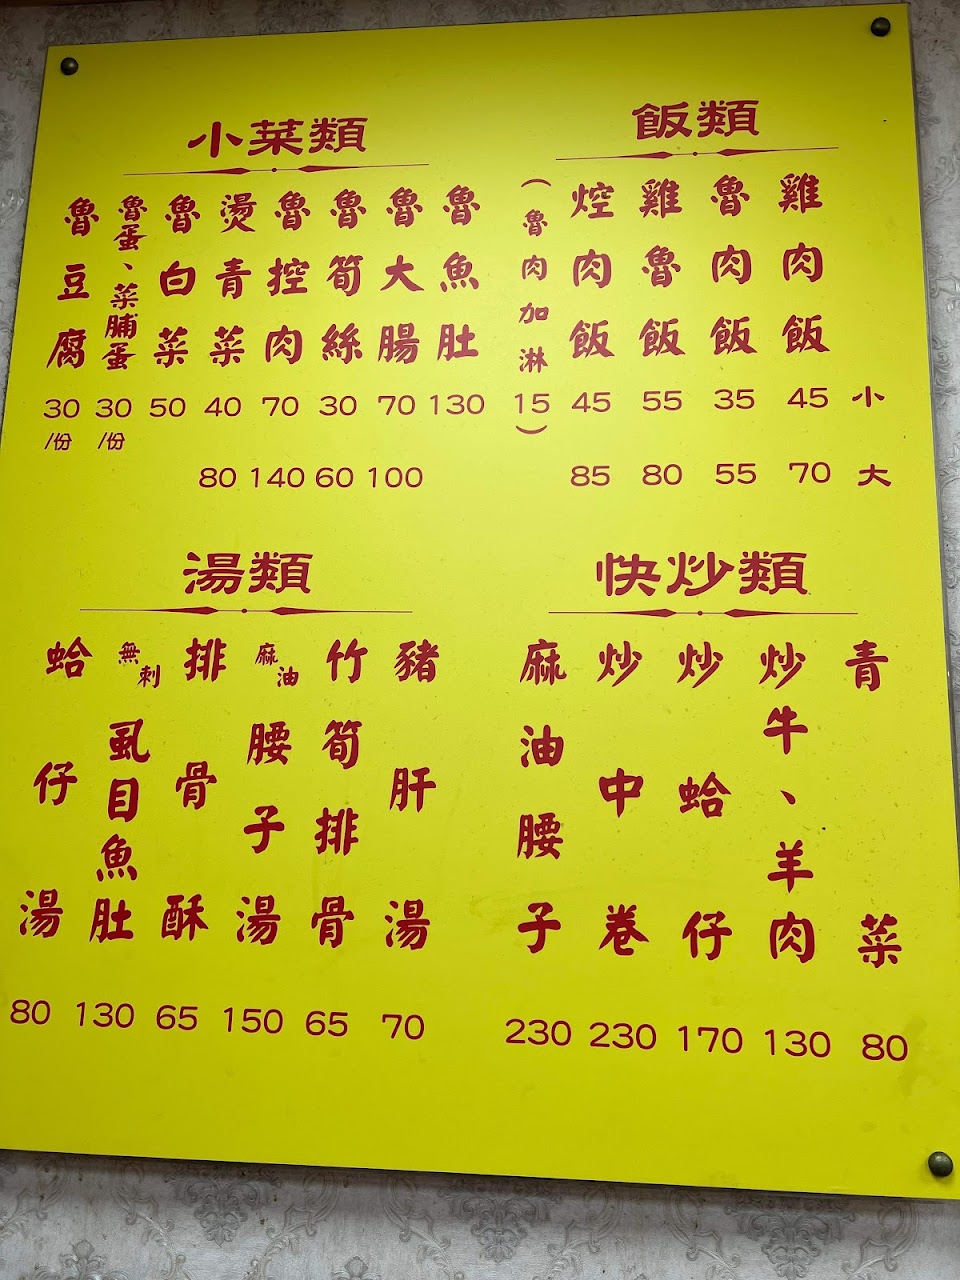 飯類
小 大
雞肉飯 45 70
魯肉飯 35 55
雞魯飯 55 80
焢肉飯 45 85
(魯肉加淋 15)
小菜類
魯魚肚 130
魯大腸 70 100
魯筍絲 30 60
魯控肉 70 140
燙青菜 40 80
魯白菜 50
魯蛋、菜脯蛋 30/份
魯豆腐 30/份
快炒類
青菜 80
炒牛、羊肉 130
炒蛤仔 170
炒中卷 230
麻油腰子 230
湯類
豬肝湯 70
竹筍排骨 65
麻油腰子湯 150
排骨酥 65
無刺虱目魚肚 130
蛤仔湯 80